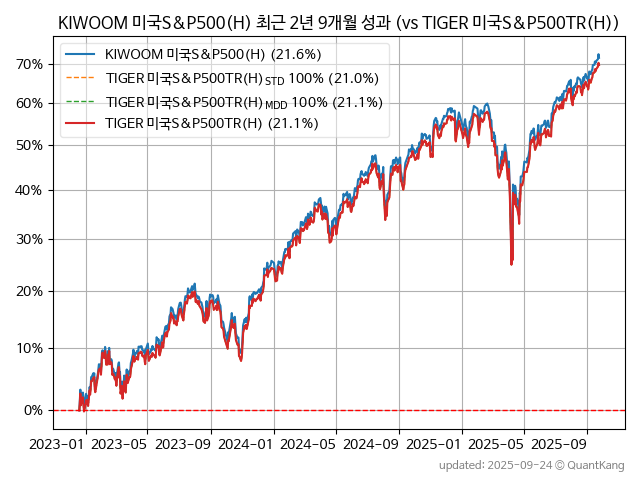 KIWOOM 미국S&P500(H) 최근 2년 9개월 성과 (vs TIGER 미국S&P500TR(H))
KIWOOM 미국S&P500(H) (21.6%)
TIGER 미국S&P500TR(H) STD 100% (21.0%)
TIGER 미국S&P500TR(H) MDD 100% (21.1%)
TIGER 미국S&P500TR(H) (21.1%)
70%
60%
50%
40%
30%
20%
10%
0%
2023-01 2023-05 2023-09 2024-01 2024-05 2024-09 2025-01 2025-05 2025-09
updated: 2025-09-24 © QuantKang